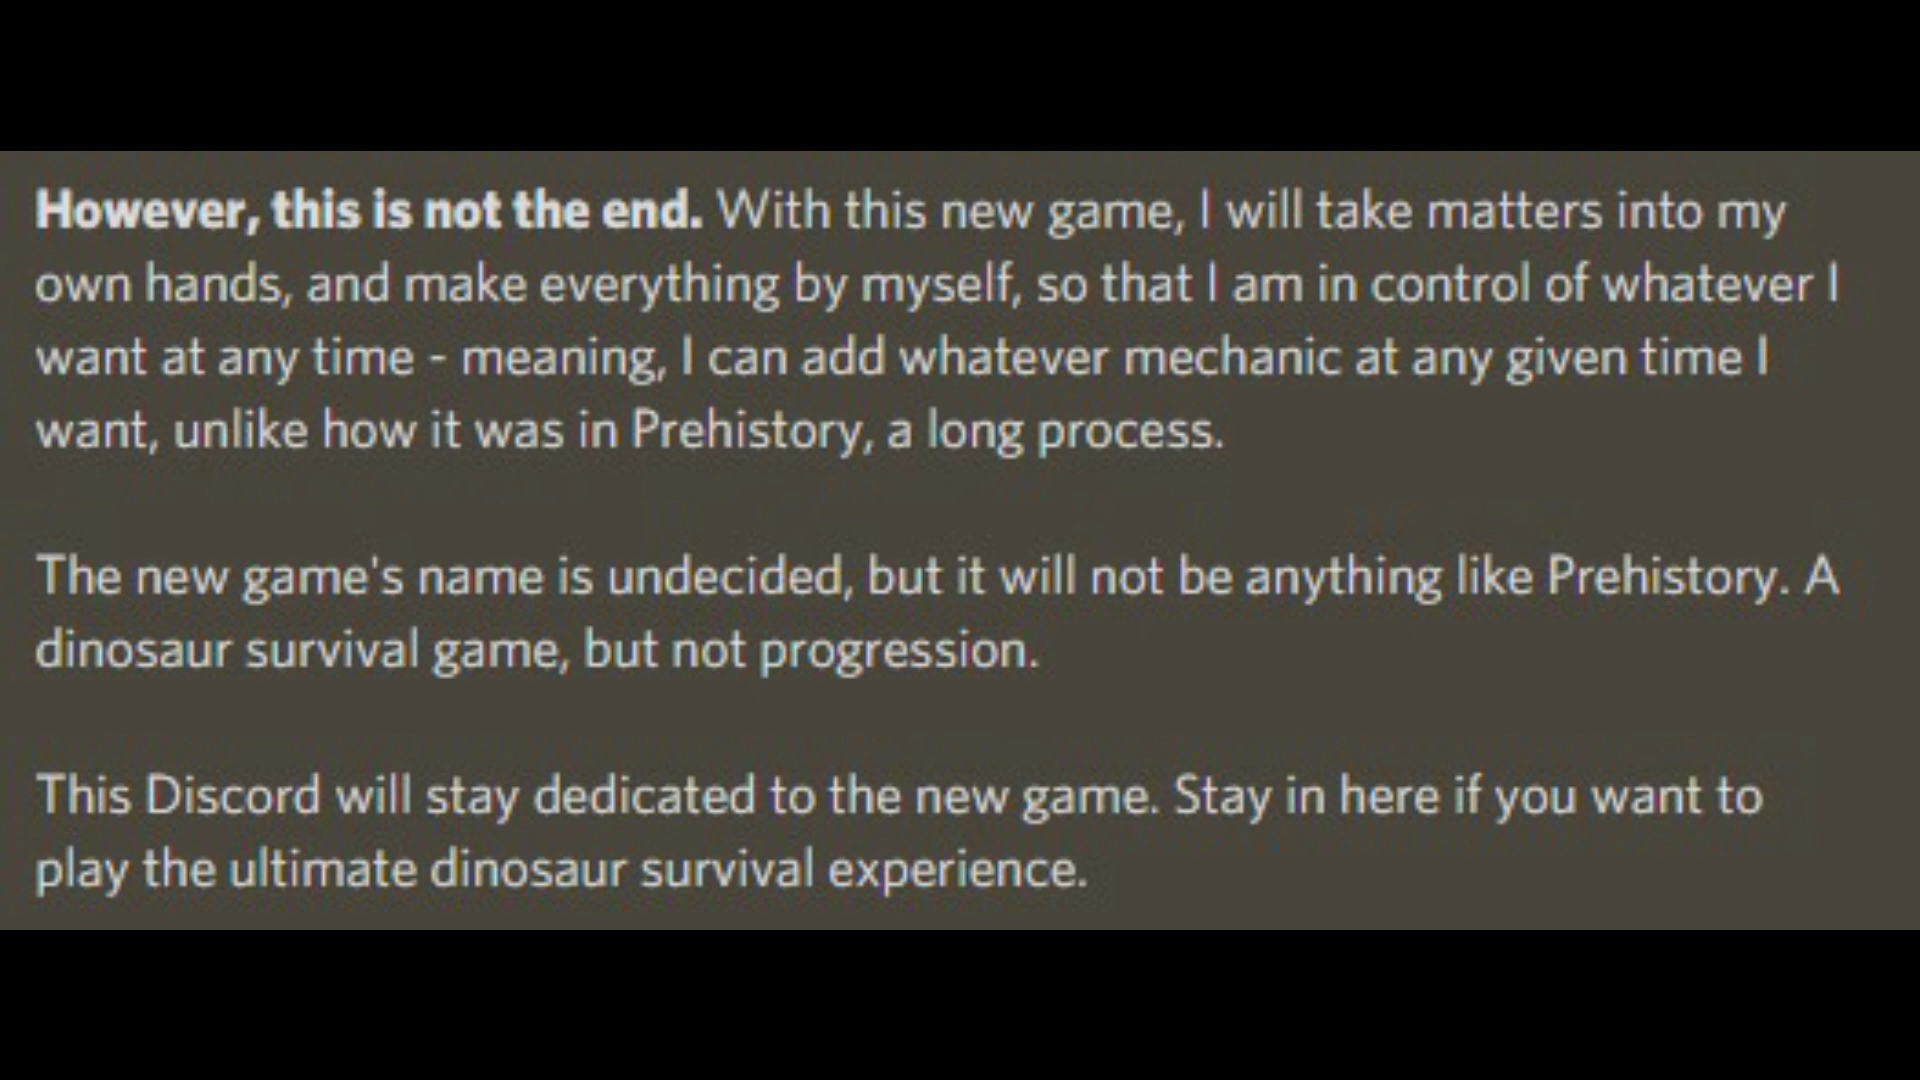 However, this is not the end. With this new game, I will take matters into my
own hands, and make everything by myself, so that I am in control of whatever I
want at any time - meaning, I can add whatever mechanic at any given time I
want, unlike how it was in Prehistory, a long process.
The new game's name is undecided, but it will not be anything like Prehistory. A
dinosaur survival game, but not progression.
This Discord will stay dedicated to the new game. Stay in here if you want to
play the ultimate dinosaur survival experience.